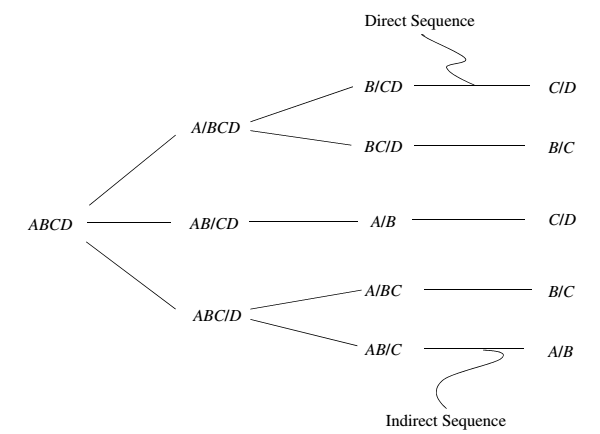 Direct Sequence
B/CD C/D
A/BCD
BC/D B/C
ABCD AB/CD A/B C/D
A/BC B/C
ABC/D
AB/C A/B
Indirect Sequence